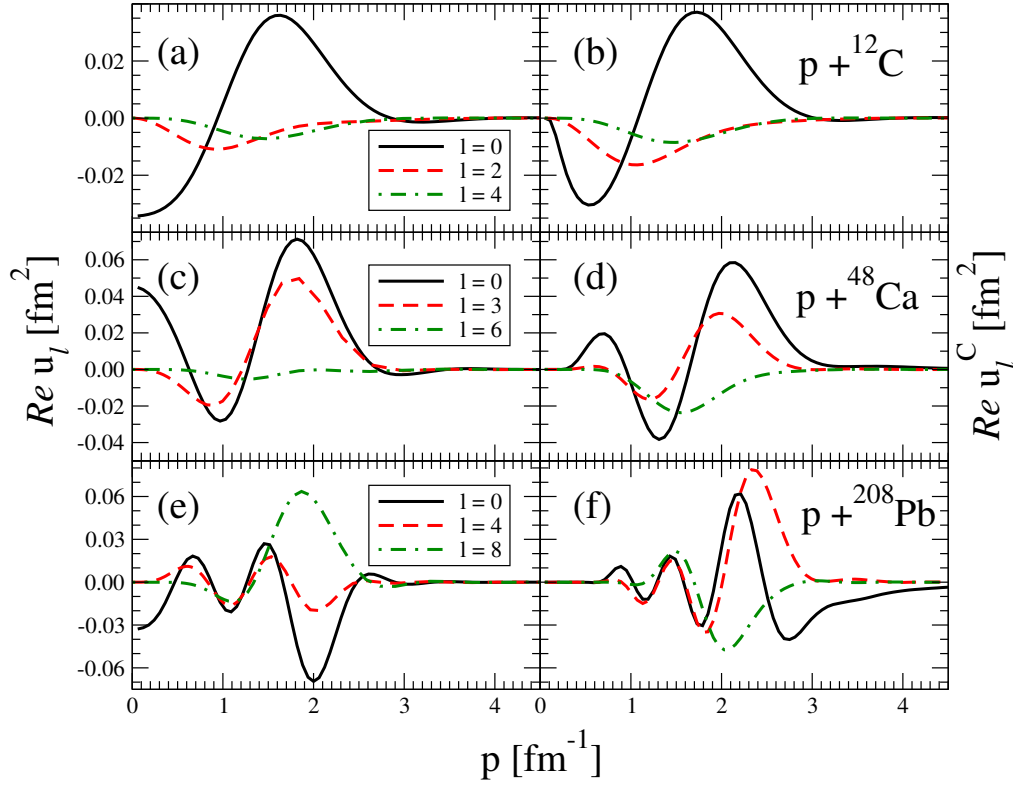 (a)
(b)
p + ¹²C
0.02
0.00
-0.02
l = 0
l = 2
l = 4
(c)
(d)
p + ⁴⁸Ca
0.06
0.04
0.02
0.00
-0.02
-0.04
l = 0
l = 3
l = 6
Re u_l [fm²]
Re u_l^C [fm²]
(e)
(f)
p + ²⁰⁸Pb
0.06
0.03
0.00
-0.03
-0.06
l = 0
l = 4
l = 8
0 1 2 3 4 0 1 2 3 4
p [fm⁻¹]